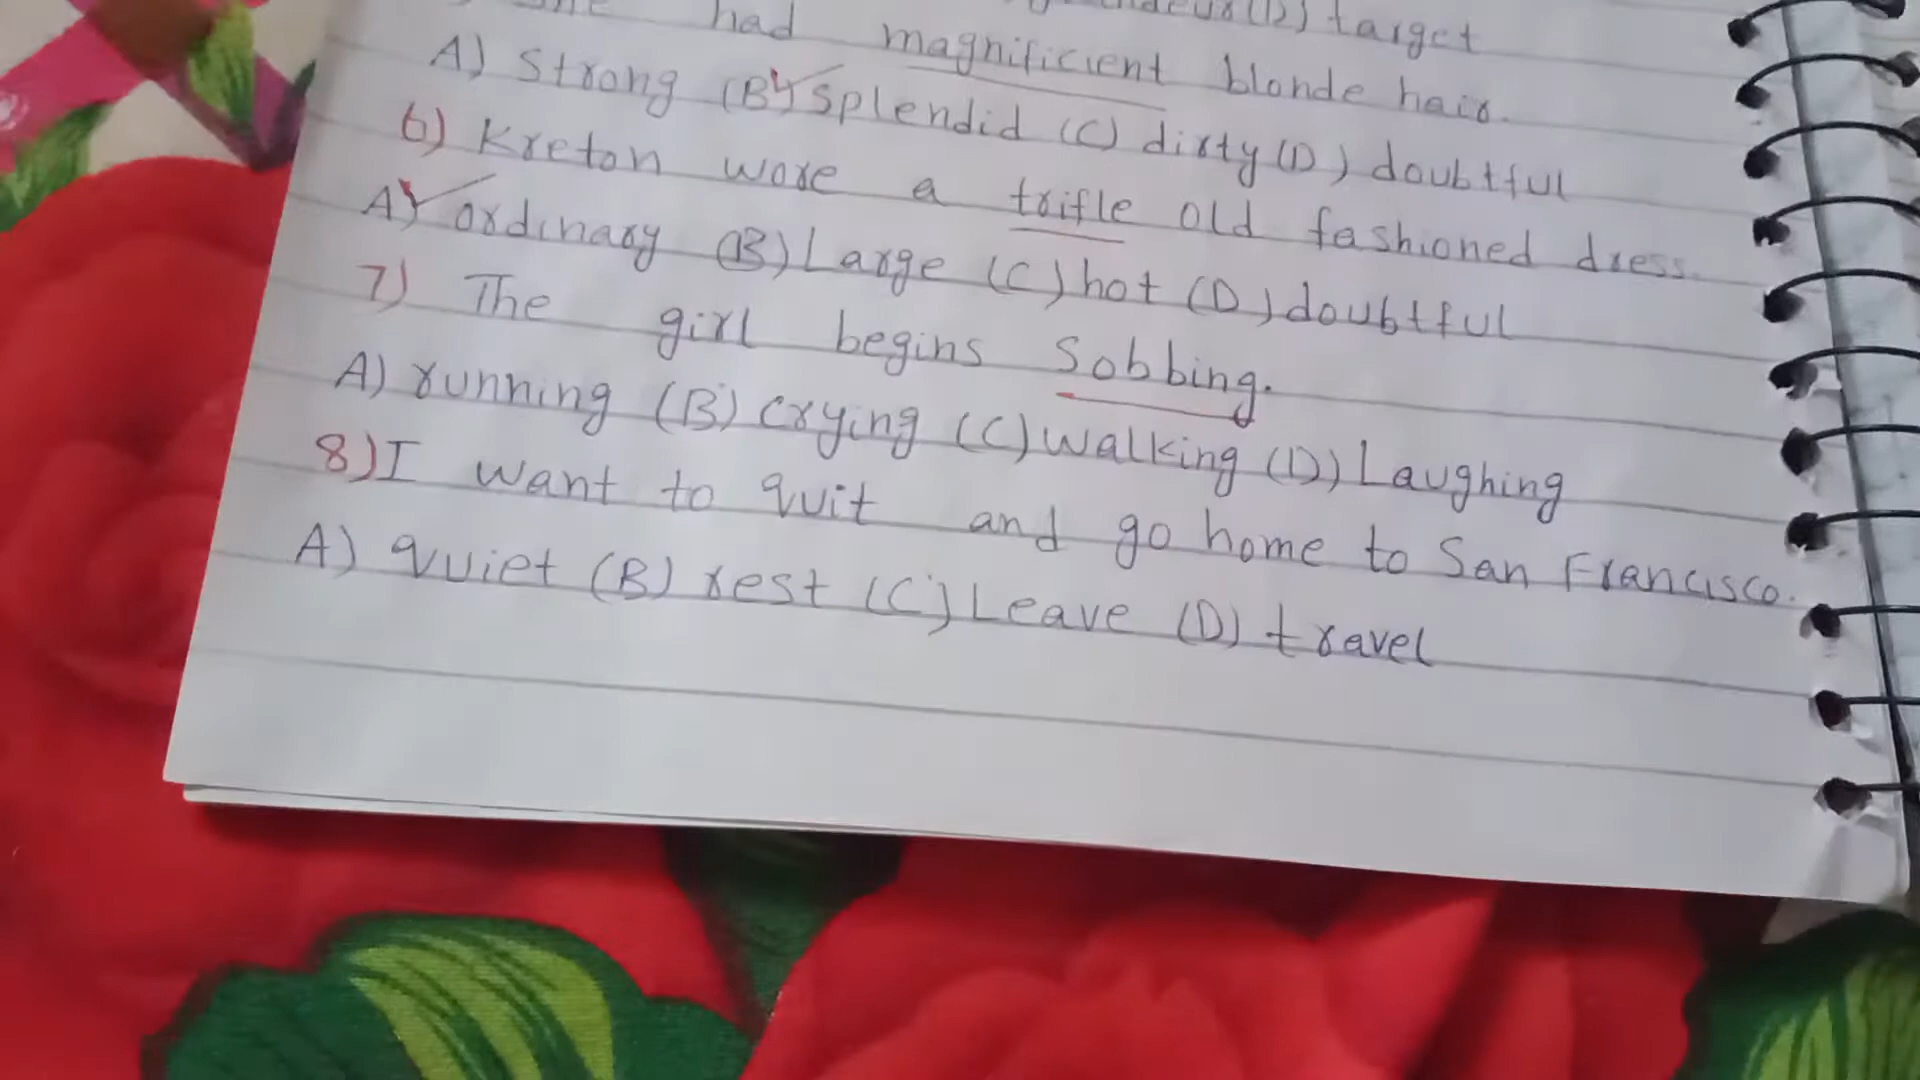 (D) target
had magnificient blonde hair.
A) Strong (B) Splendid (C) dirty (D) doubtful
6) Kreton wore a trifle old fashioned dress.
A) ordinary (B) Large (C) hot (D) doubtful
7) The girl begins Sobbing.
A) running (B) crying (C) walking (D) Laughing
8) I want to quit and go home to San Francisco.
A) quiet (B) rest (C) Leave (D) travel